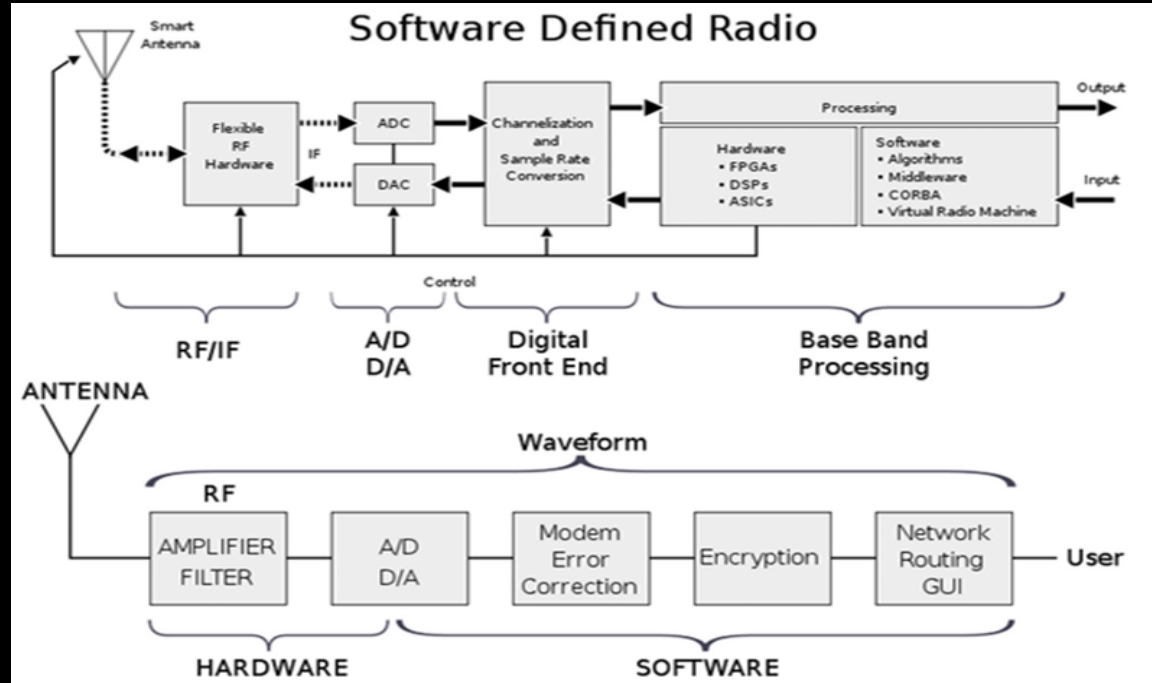 Software Defined Radio
Smart
Antenna
Flexible
RF
Hardware
IF
ADC
DAC
Channelization
and
Sample Rate
Conversion
Processing
Hardware
▪ FPGAs
▪ DSPs
▪ ASICs
Software
▪ Algorithms
▪ Middleware
▪ CORBA
▪ Virtual Radio Machine
Output
Input
Control
RF/IF
A/D
D/A
Digital
Front End
Base Band
Processing
ANTENNA
Waveform
RF
AMPLIFIER
FILTER
A/D
D/A
Modem
Error
Correction
Encryption
Network
Routing
GUI
User
HARDWARE
SOFTWARE